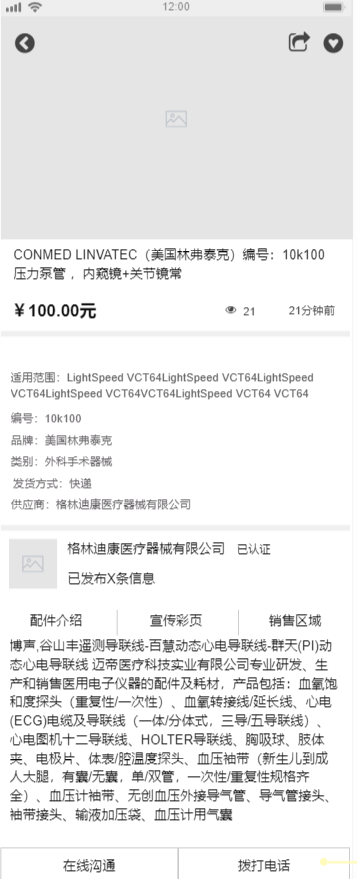 12:00
CONMED LINVATEC（美国林弗泰克）编号：10k100
压力泵管 ，内窥镜+关节镜常
￥100.00元
21
21分钟前
适用范围：LightSpeed VCT64LightSpeed VCT64LightSpeed
VCT64LightSpeed VCT64VCT64LightSpeed VCT64 VCT64
编号：10k100
品牌：美国林弗泰克
类别：外科手术器械
发货方式：快递
供应商：格林迪康医疗器械有限公司
格林迪康医疗器械有限公司 已认证
已发布X条信息
配件介绍 宣传彩页 销售区域
博声,谷山丰遥测导联线-百慧动态心电导联线-群天(PI)动
态心电导联线 迈帝医疗科技实业有限公司专业研发、生
产和销售医用电子仪器的配件及耗材，产品包括：血氧饱
和度探头（重复性/一次性）、血氧转接线/延长线、心电
(ECG)电缆及导联线（一体/分体式，三导/五导联线）、
心电图机十二导联线、HOLTER导联线、胸吸球、肢体
夹、电极片、体表/腔温度探头、血压袖带（新生儿到成
人大腿，有囊/无囊，单/双管，一次性/重复性规格齐
全）、血压计袖带、无创血压外接导气管、导气管接头、
袖带接头、输液加压袋、血压计用气囊
在线沟通 拨打电话